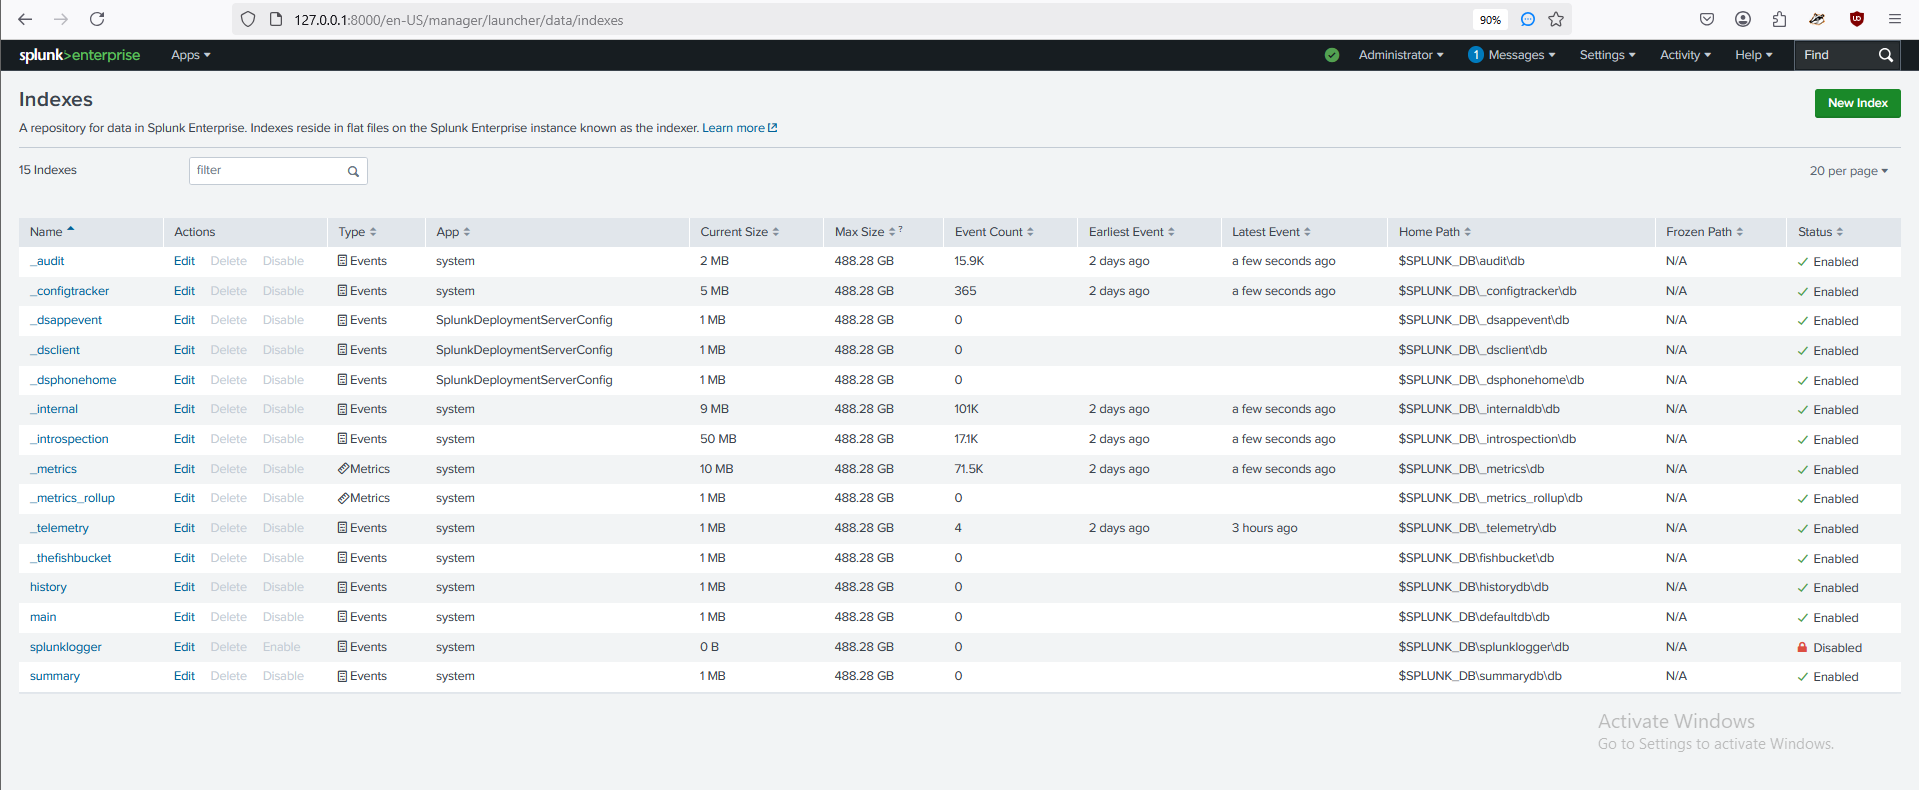 127.0.0.1:8000/en-US/manager/launcher/data/indexes 90%
splunk>enterprise Apps Administrator 1 Messages Settings Activity Help Find
Indexes
New Index
A repository for data in Splunk Enterprise. Indexes reside in flat files on the Splunk Enterprise instance known as the indexer. Learn more
15 Indexes filter 20 per page
Name Actions Type App Current Size Max Size ? Event Count Earliest Event Latest Event Home Path Frozen Path Status
_audit Edit Delete Disable Events system 2 MB 488.28 GB 15.9K 2 days ago a few seconds ago $SPLUNK_DB\audit\db N/A Enabled
_configtracker Edit Delete Disable Events system 5 MB 488.28 GB 365 2 days ago a few seconds ago $SPLUNK_DB\_configtracker\db N/A Enabled
_dsappevent Edit Delete Disable Events SplunkDeploymentServerConfig 1 MB 488.28 GB 0 $SPLUNK_DB\_dsappevent\db N/A Enabled
_dsclient Edit Delete Disable Events SplunkDeploymentServerConfig 1 MB 488.28 GB 0 $SPLUNK_DB\_dsclient\db N/A Enabled
_dsphonehome Edit Delete Disable Events SplunkDeploymentServerConfig 1 MB 488.28 GB 0 $SPLUNK_DB\_dsphonehome\db N/A Enabled
_internal Edit Delete Disable Events system 9 MB 488.28 GB 101K 2 days ago a few seconds ago $SPLUNK_DB\_internaldb\db N/A Enabled
_introspection Edit Delete Disable Events system 50 MB 488.28 GB 17.1K 2 days ago a few seconds ago $SPLUNK_DB\_introspection\db N/A Enabled
_metrics Edit Delete Disable Metrics system 10 MB 488.28 GB 71.5K 2 days ago a few seconds ago $SPLUNK_DB\_metrics\db N/A Enabled
_metrics_rollup Edit Delete Disable Metrics system 1 MB 488.28 GB 0 $SPLUNK_DB\_metrics_rollup\db N/A Enabled
_telemetry Edit Delete Disable Events system 1 MB 488.28 GB 4 2 days ago 3 hours ago $SPLUNK_DB\_telemetry\db N/A Enabled
_thefishbucket Edit Delete Disable Events system 1 MB 488.28 GB 0 $SPLUNK_DB\fishbucket\db N/A Enabled
history Edit Delete Disable Events system 1 MB 488.28 GB 0 $SPLUNK_DB\historydb\db N/A Enabled
main Edit Delete Disable Events system 1 MB 488.28 GB 0 $SPLUNK_DB\defaultdb\db N/A Enabled
splunklogger Edit Delete Enable Events system 0 B 488.28 GB 0 $SPLUNK_DB\splunklogger\db N/A Disabled
summary Edit Delete Disable Events system 1 MB 488.28 GB 0 $SPLUNK_DB\summarydb\db N/A Enabled
Activate Windows
Go to Settings to activate Windows.